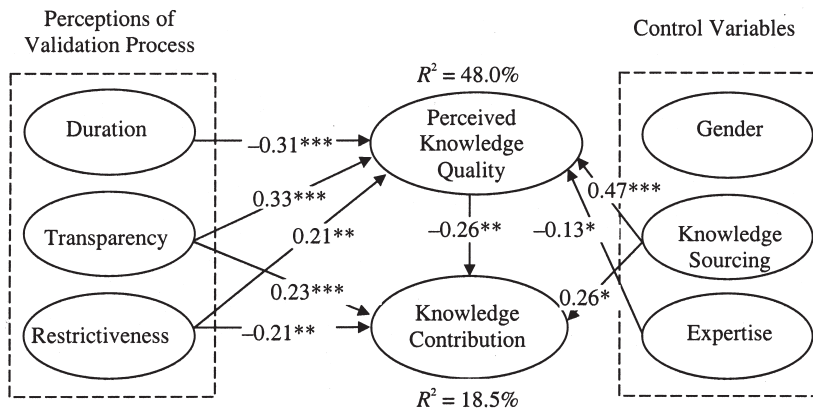 Perceptions of
Validation Process
Control Variables
R² = 48.0%
Duration
Perceived
Knowledge
Quality
Gender
−0.31***
0.33***
0.47***
Transparency
0.21**
−0.26**
−0.13*
Knowledge
Sourcing
0.23***
0.26*
Restrictiveness
−0.21**
Knowledge
Contribution
Expertise
R² = 18.5%